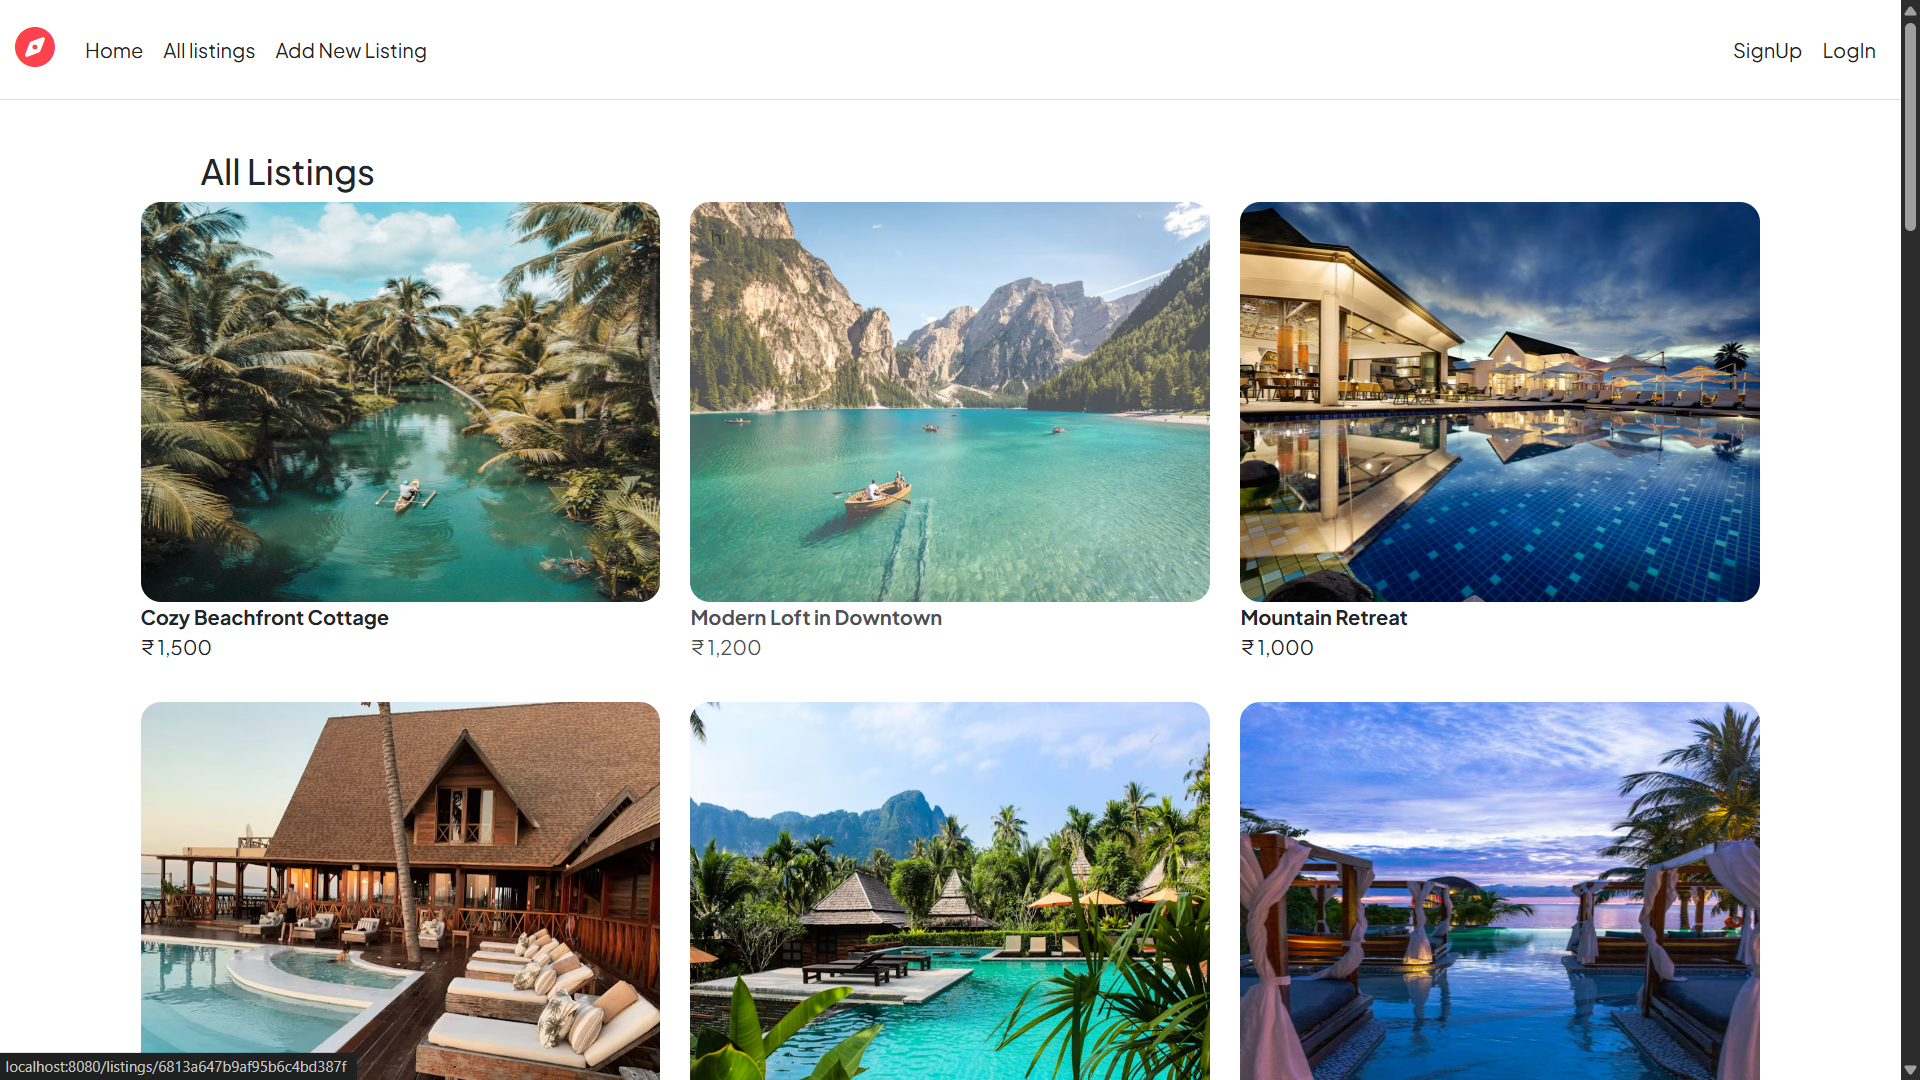 Home All listings Add New Listing SignUp LogIn
All Listings
hi
Cozy Beachfront Cottage
₹1,500
Modern Loft in Downtown
₹1,200
Mountain Retreat
₹1,000
localhost:8080/listings/6813a647b9af95b6c4bd387f